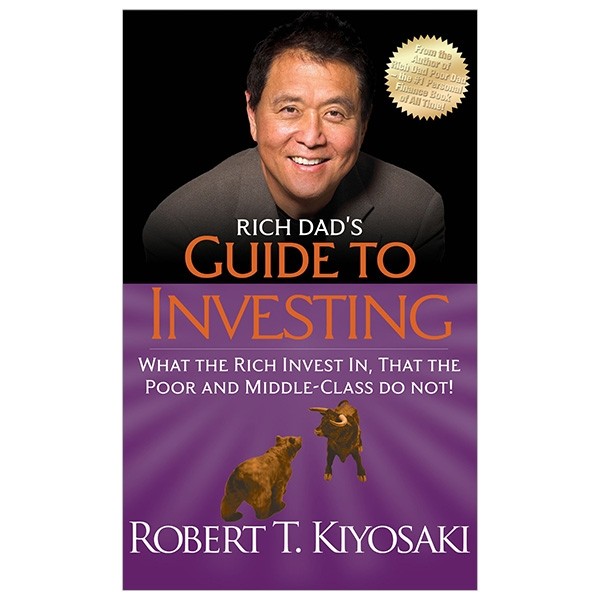 From the
Author of
Rich Dad Poor Dad
– the #1 Personal
Finance Book
of All Time!
RICH DAD'S
GUIDE TO
INVESTING
WHAT THE RICH INVEST IN, THAT THE
POOR AND MIDDLE-CLASS DO NOT!
ROBERT T. KIYOSAKI